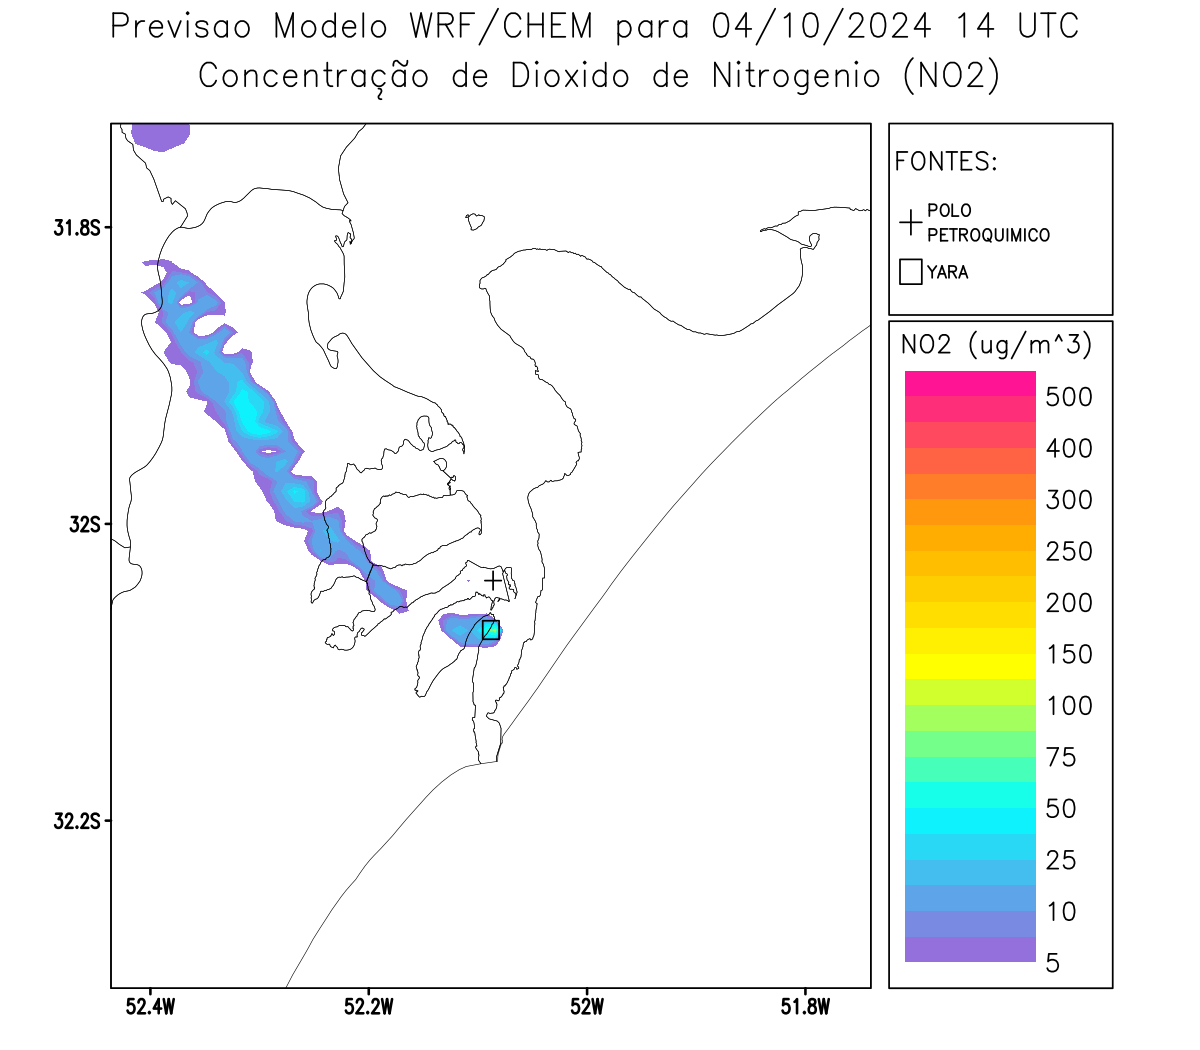 Previsao Modelo WRF/CHEM para 04/10/2024 14 UTC
Concentração de Dioxido de Nitrogenio (NO2)
FONTES:
POLO
PETROQUIMICO
YARA
NO2 (ug/m^3)
500
400
300
250
200
150
100
75
50
25
10
5
31.8S
32S
32.2S
52.4W
52.2W
52W
51.8W